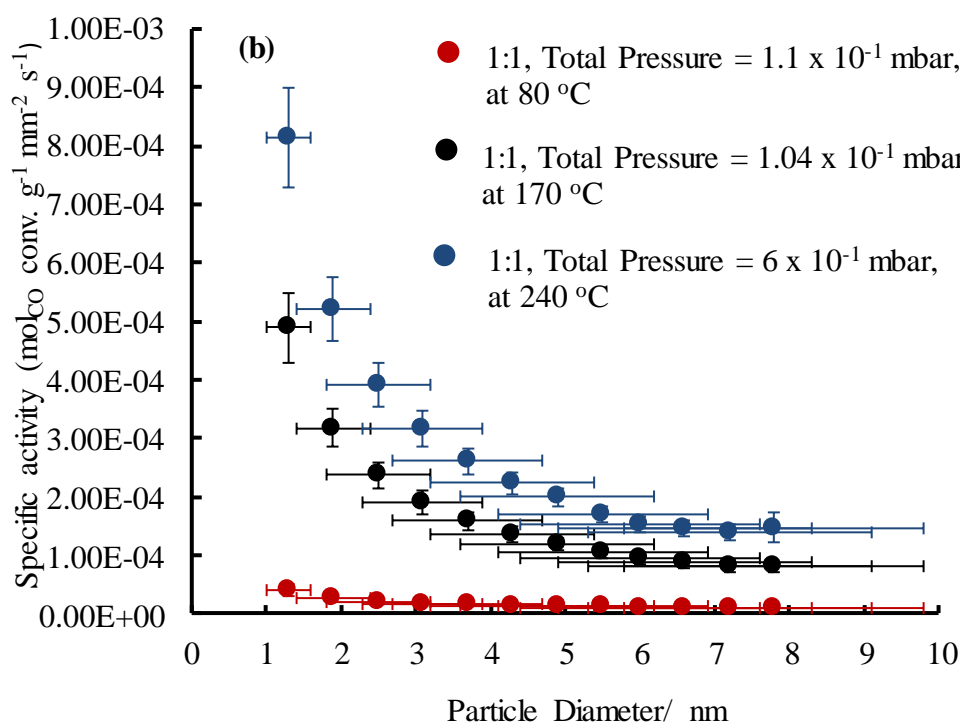 1.00E-03
9.00E-04
8.00E-04
7.00E-04
6.00E-04
5.00E-04
4.00E-04
3.00E-04
2.00E-04
1.00E-04
0.00E+00
Specific activity (mol_CO conv. g⁻¹ mm⁻² s⁻¹)
(b)
1:1, Total Pressure = 1.1 x 10⁻¹ mbar,
at 80 °C
1:1, Total Pressure = 1.04 x 10⁻¹ mbar
at 170 °C
1:1, Total Pressure = 6 x 10⁻¹ mbar,
at 240 °C
0 1 2 3 4 5 6 7 8 9 10
Particle Diameter/ nm